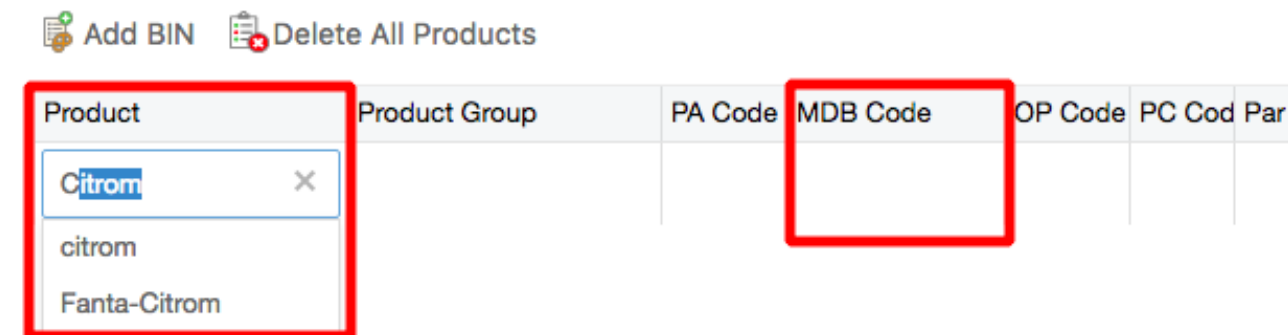 Add BIN Delete All Products
Product Product Group PA Code MDB Code OP Code PC Cod Par
Citrom ×
citrom
Fanta-Citrom